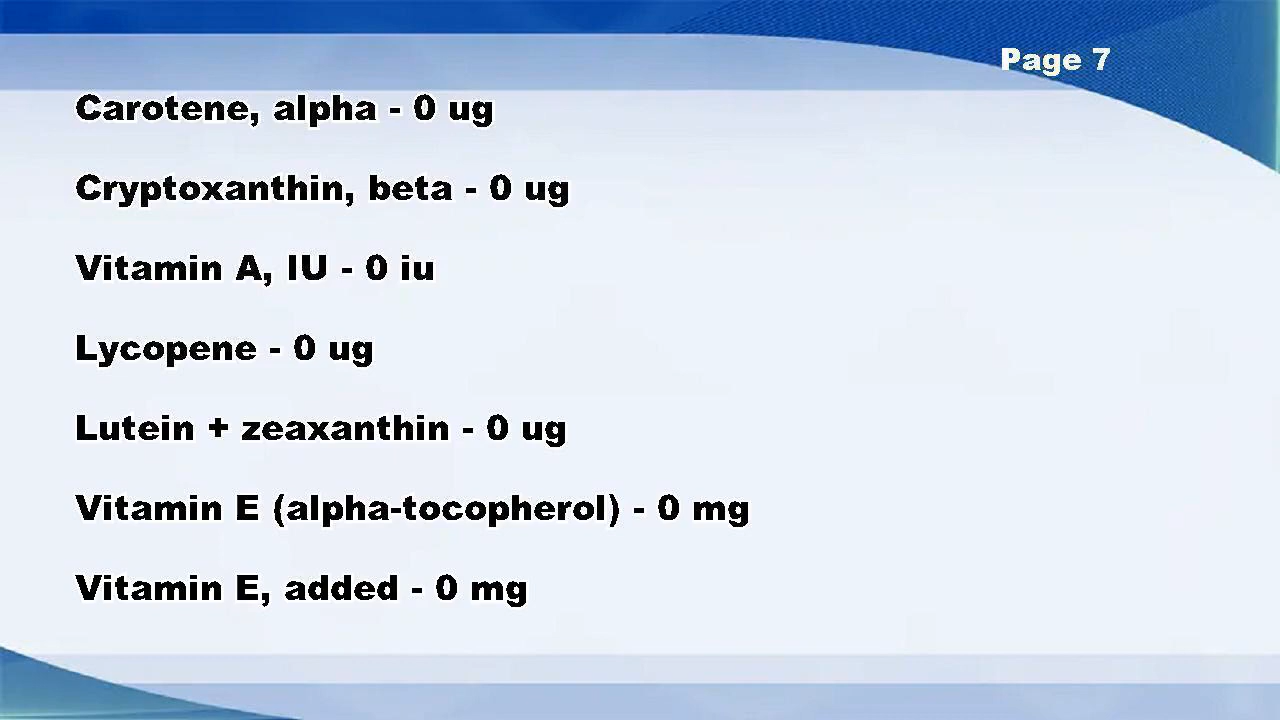 Page 7
Carotene, alpha - 0 ug
Cryptoxanthin, beta - 0 ug
Vitamin A, IU - 0 iu
Lycopene - 0 ug
Lutein + zeaxanthin - 0 ug
Vitamin E (alpha-tocopherol) - 0 mg
Vitamin E, added - 0 mg